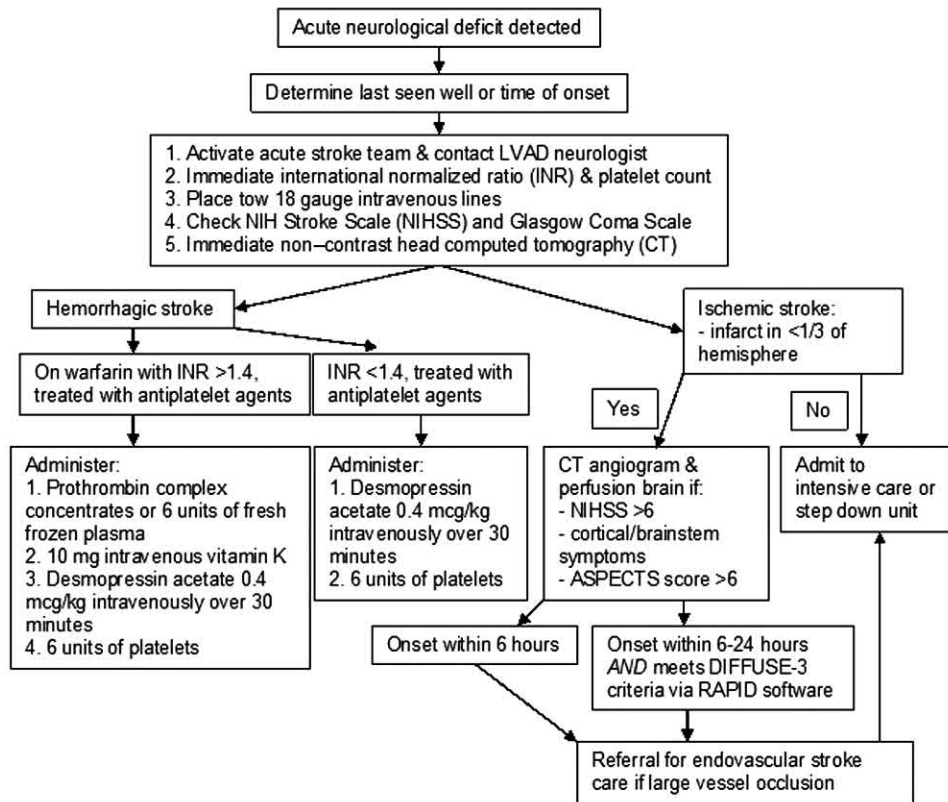 Acute neurological deficit detected
Determine last seen well or time of onset
1. Activate acute stroke team & contact LVAD neurologist
2. Immediate international normalized ratio (INR) & platelet count
3. Place tow 18 gauge intravenous lines
4. Check NIH Stroke Scale (NIHSS) and Glasgow Coma Scale
5. Immediate non–contrast head computed tomography (CT)
Hemorrhagic stroke
Ischemic stroke:
- infarct in <1/3 of
hemisphere
On warfarin with INR >1.4,
treated with antiplatelet agents
INR <1.4, treated with
antiplatelet agents
Yes
No
Administer:
1. Prothrombin complex
concentrates or 6 units of fresh
frozen plasma
2. 10 mg intravenous vitamin K
3. Desmopressin acetate 0.4
mcg/kg intravenously over 30
minutes
4. 6 units of platelets
Administer:
1. Desmopressin
acetate 0.4 mcg/kg
intravenously over 30
minutes
2. 6 units of platelets
CT angiogram &
perfusion brain if:
- NIHSS >6
- cortical/brainstem
symptoms
- ASPECTS score >6
Admit to
intensive care or
step down unit
Onset within 6 hours
Onset within 6-24 hours
AND meets DIFFUSE-3
criteria via RAPID software
Referral for endovascular stroke
care if large vessel occlusion